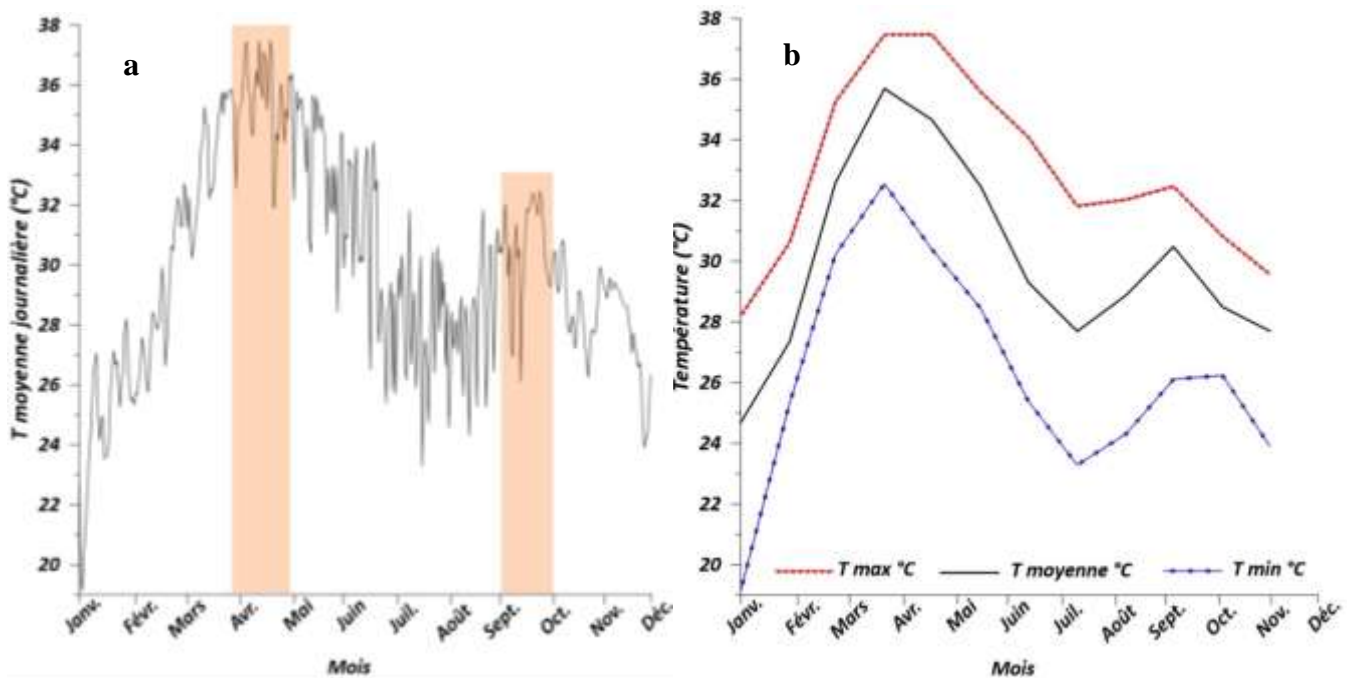 a
T moyenne journalière (°C)
38
36
34
32
30
28
26
24
22
20
Janv.
Févr.
Mars
Avr.
Mai
Juin
Juil.
Août
Sept.
Oct.
Nov.
Déc.
Mois
b
Température (°C)
38
36
34
32
30
28
26
24
22
20
T max °C
T moyenne °C
T min °C
Janv.
Févr.
Mars
Avr.
Mai
Juin
Juil.
Août
Sept.
Oct.
Nov.
Déc.
Mois